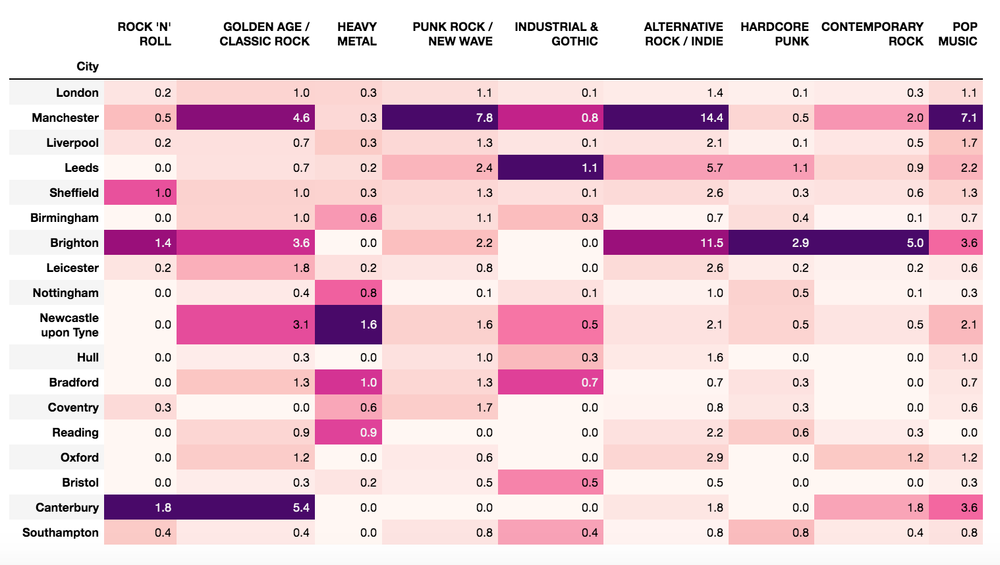 ROCK 'N' ROLL GOLDEN AGE / CLASSIC ROCK HEAVY METAL PUNK ROCK / NEW WAVE INDUSTRIAL & GOTHIC ALTERNATIVE ROCK / INDIE HARDCORE PUNK CONTEMPORARY ROCK POP MUSIC
City
London 0.2 1.0 0.3 1.1 0.1 1.4 0.1 0.3 1.1
Manchester 0.5 4.6 0.3 7.8 0.8 14.4 0.5 2.0 7.1
Liverpool 0.2 0.7 0.3 1.3 0.1 2.1 0.1 0.5 1.7
Leeds 0.0 0.7 0.2 2.4 1.1 5.7 1.1 0.9 2.2
Sheffield 1.0 1.0 0.3 1.3 0.1 2.6 0.3 0.6 1.3
Birmingham 0.0 1.0 0.6 1.1 0.3 0.7 0.4 0.1 0.7
Brighton 1.4 3.6 0.0 2.2 0.0 11.5 2.9 5.0 3.6
Leicester 0.2 1.8 0.2 0.8 0.0 2.6 0.2 0.2 0.6
Nottingham 0.0 0.4 0.8 0.1 0.1 1.0 0.5 0.1 0.3
Newcastle upon Tyne 0.0 3.1 1.6 1.6 0.5 2.1 0.5 0.5 2.1
Hull 0.0 0.3 0.0 1.0 0.3 1.6 0.0 0.0 1.0
Bradford 0.0 1.3 1.0 1.3 0.7 0.7 0.3 0.0 0.7
Coventry 0.3 0.0 0.6 1.7 0.0 0.8 0.3 0.0 0.6
Reading 0.0 0.9 0.9 0.0 0.0 2.2 0.6 0.3 0.0
Oxford 0.0 1.2 0.0 0.6 0.0 2.9 0.0 1.2 1.2
Bristol 0.0 0.3 0.2 0.5 0.5 0.5 0.0 0.0 0.3
Canterbury 1.8 5.4 0.0 0.0 0.0 1.8 0.0 1.8 3.6
Southampton 0.4 0.4 0.0 0.8 0.4 0.8 0.8 0.4 0.8